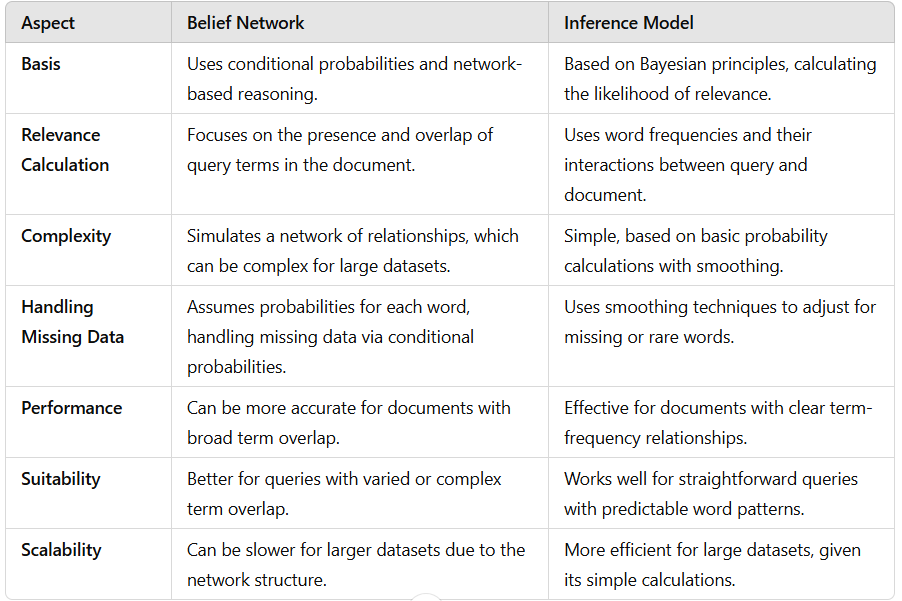 Aspect Belief Network Inference Model
Basis Uses conditional probabilities and network- Based on Bayesian principles, calculating
based reasoning. the likelihood of relevance.
Relevance Focuses on the presence and overlap of Uses word frequencies and their
Calculation query terms in the document. interactions between query and
document.
Complexity Simulates a network of relationships, which Simple, based on basic probability
can be complex for large datasets. calculations with smoothing.
Handling Assumes probabilities for each word, Uses smoothing techniques to adjust for
Missing Data handling missing data via conditional missing or rare words.
probabilities.
Performance Can be more accurate for documents with Effective for documents with clear term-
broad term overlap. frequency relationships.
Suitability Better for queries with varied or complex Works well for straightforward queries
term overlap. with predictable word patterns.
Scalability Can be slower for larger datasets due to the More efficient for large datasets, given
network structure. its simple calculations.